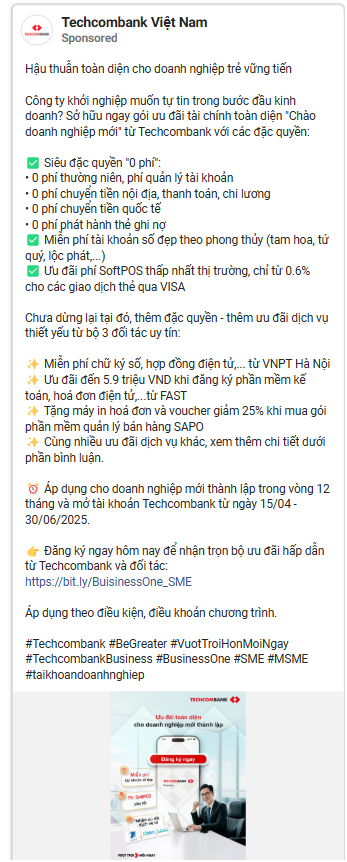 Techcombank Việt Nam
Sponsored
Hậu thuẫn toàn diện cho doanh nghiệp trẻ vững tiến
Công ty khởi nghiệp muốn tự tin trong bước đầu kinh
doanh? Sở hữu ngay gói ưu đãi tài chính toàn diện "Chào
doanh nghiệp mới" từ Techcombank với các đặc quyền:
✅ Siêu đặc quyền "0 phí":
• 0 phí thường niên, phí quản lý tài khoản
• 0 phí chuyển tiền nội địa, thanh toán, chi lương
• 0 phí chuyển tiền quốc tế
• 0 phí phát hành thẻ ghi nợ
✅ Miễn phí tài khoản số đẹp theo phong thủy (tam hoa, tứ
quý, lộc phát,...)
✅ Ưu đãi phí SoftPOS thấp nhất thị trường, chỉ từ 0.6%
cho các giao dịch thẻ qua VISA
Chưa dừng lại tại đó, thêm đặc quyền - thêm ưu đãi dịch vụ
thiết yếu từ bộ 3 đối tác uy tín:
✨ Miễn phí chữ ký số, hợp đồng điện tử,... từ VNPT Hà Nội
✨ Ưu đãi đến 5.9 triệu VND khi đăng ký phần mềm kế
toán, hoá đơn điện tử,...từ FAST
✨ Tặng máy in hoá đơn và voucher giảm 25% khi mua gói
phần mềm quản lý bán hàng SAPO
✨ Cùng nhiều ưu đãi dịch vụ khác, xem thêm chi tiết dưới
phần bình luận.
⏰ Áp dụng cho doanh nghiệp mới thành lập trong vòng 12
tháng và mở tài khoản Techcombank từ ngày 15/04 -
30/06/2025.
👉 Đăng ký ngay hôm nay để nhận trọn bộ ưu đãi hấp dẫn
từ Techcombank và đối tác:
https://bit.ly/BuisinessOne_SME
Áp dụng theo điều kiện, điều khoản chương trình.
#Techcombank #BeGreater #VuotTroiHonMoiNgay
#TechcombankBusiness #BusinessOne #SME #MSME
#taikhoandoanhnghiep
TECHCOMBANK
Ưu đãi toàn diện
cho doanh nghiệp mới thành lập
Đăng ký ngay
TECHCOMBANK
Miễn phí
Phí SoftPOS
Nhận ưu đãi
VƯỢT TRỘI HƠN MỖI NGÀY